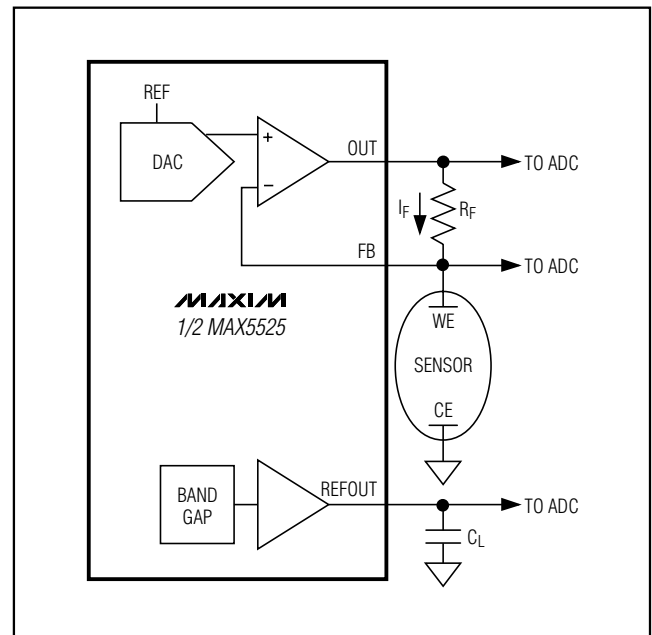 REF
DAC
+
−
OUT
TO ADC
I_F
R_F
FB
TO ADC
MAXIM
1/2 MAX5525
WE
SENSOR
CE
BAND
GAP
REFOUT
TO ADC
C_L